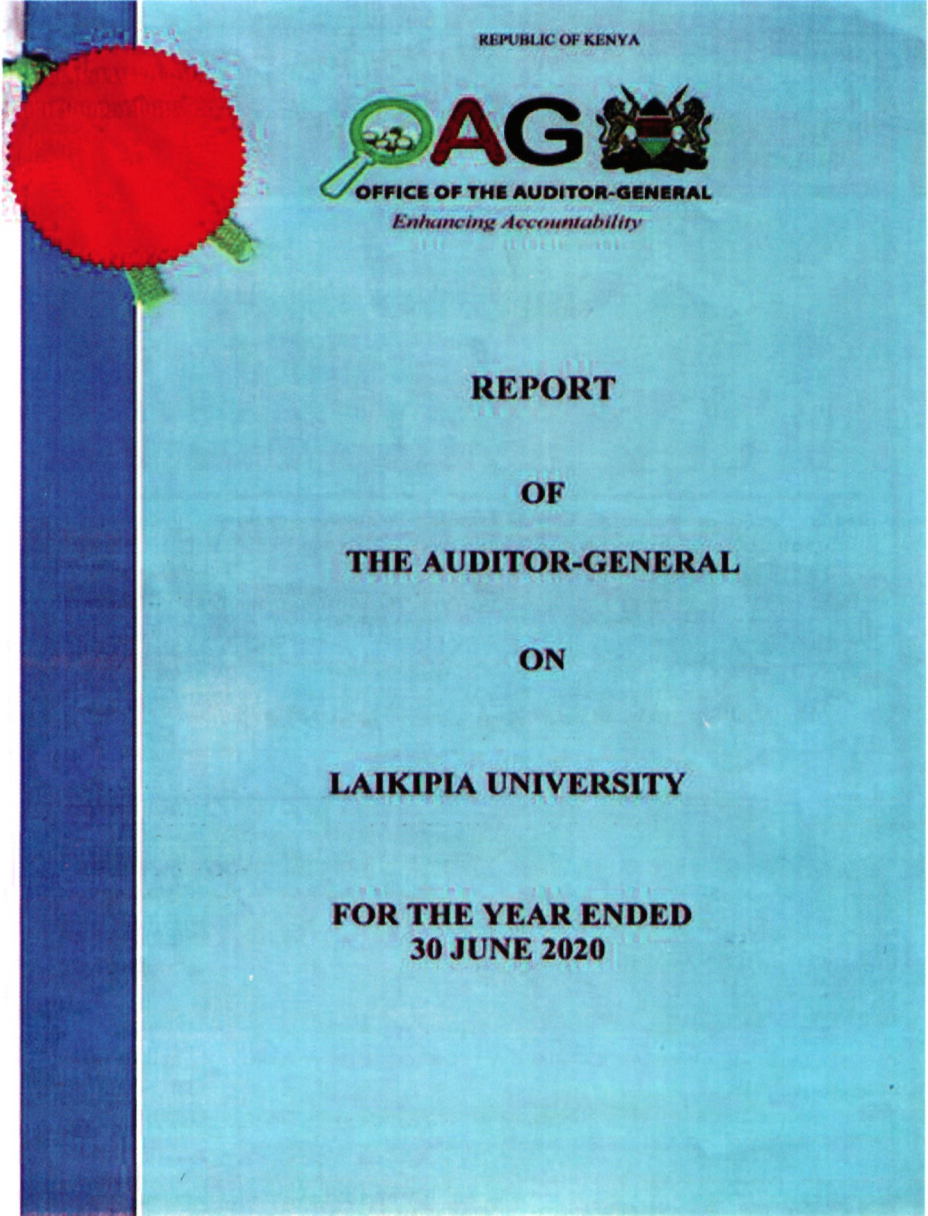 REPUBLIC OF KENYA
OAG
OFFICE OF THE AUDITOR-GENERAL
Enhancing Accountability
REPORT
OF
THE AUDITOR-GENERAL
ON
LAIKIPIA UNIVERSITY
FOR THE YEAR ENDED
30 JUNE 2020